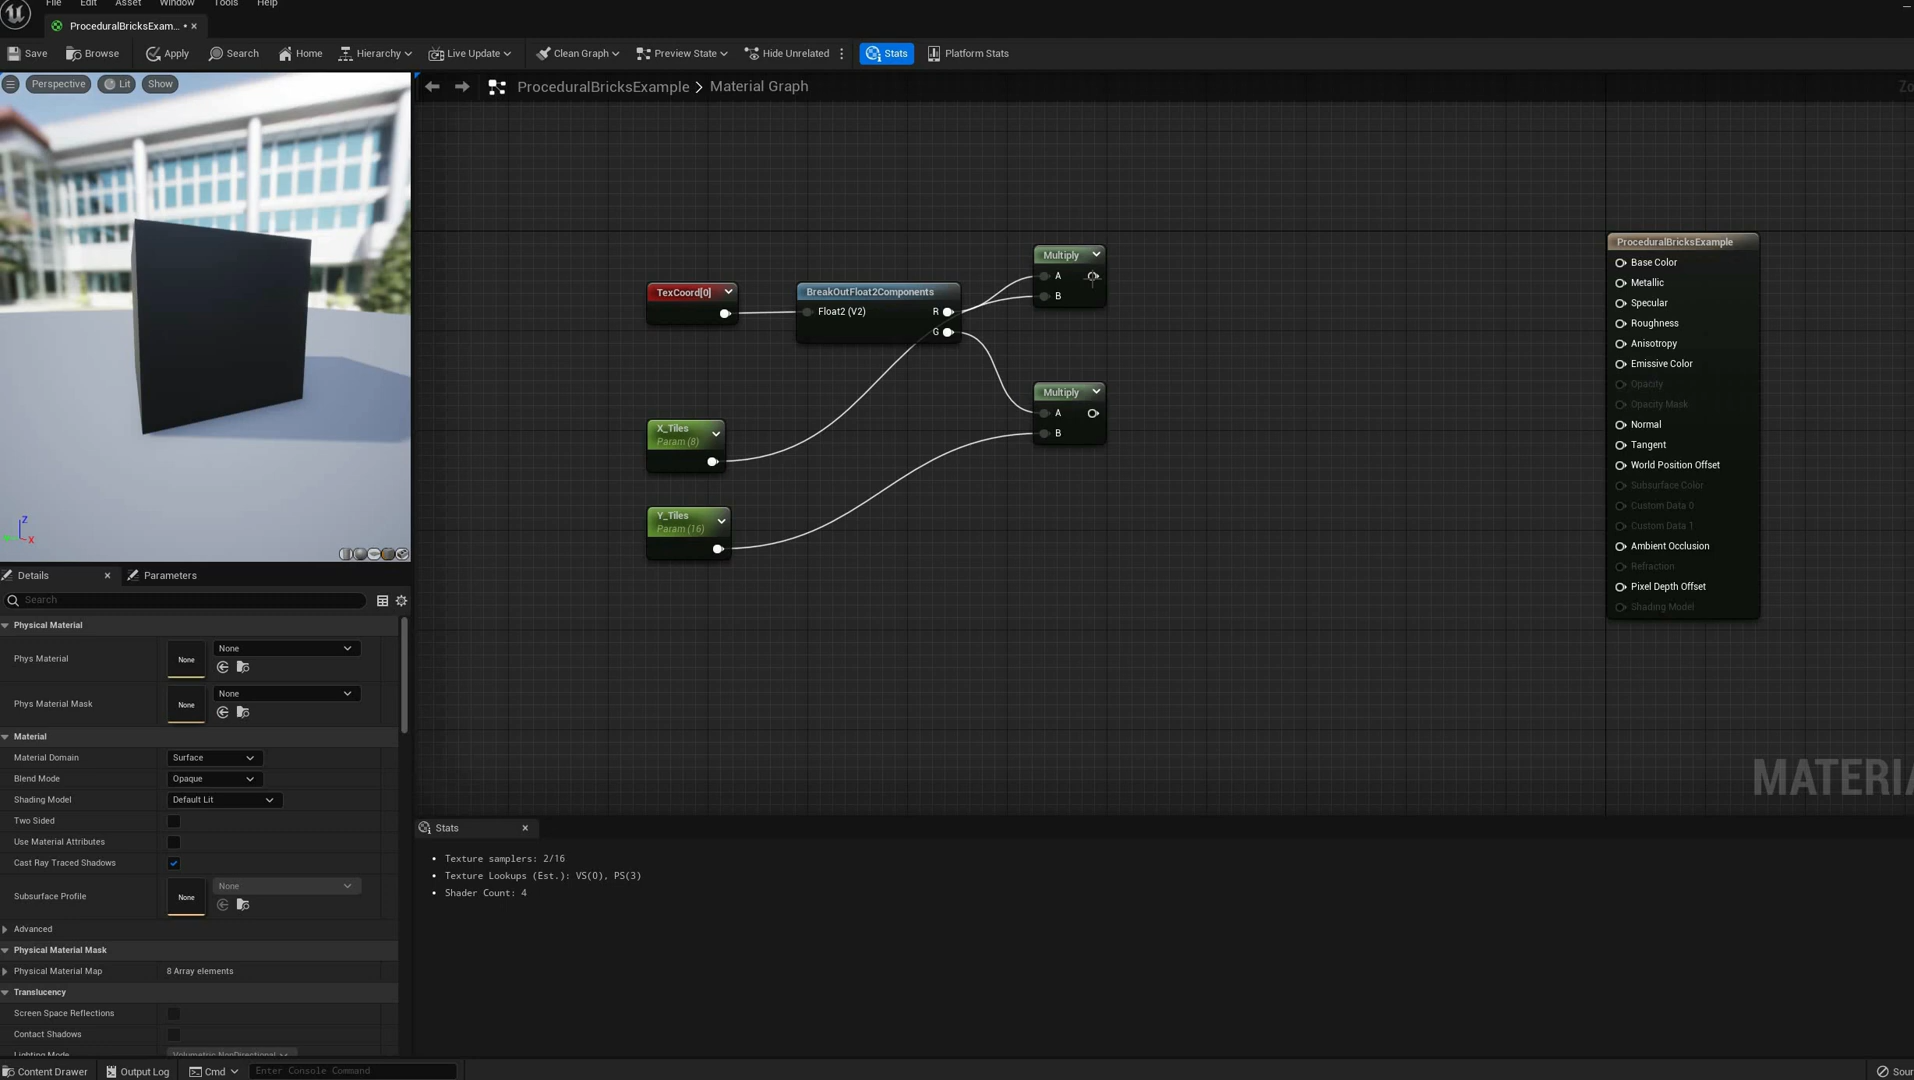 File Edit Asset Window Tools Help
ProceduralBricksExam... •
Save Browse Apply Search Home Hierarchy Live Update Clean Graph Preview State Hide Unrelated Stats Platform Stats
Perspective Lit Show
ProceduralBricksExample > Material Graph
Zo
Multiply
A
B
TexCoord[0]
BreakOutFloat2Components
Float2 (V2) R
G
Multiply
A
B
X_Tiles
Param (8)
Y_Tiles
Param (16)
ProceduralBricksExample
Base Color
Metallic
Specular
Roughness
Anisotropy
Emissive Color
Opacity
Opacity Mask
Normal
Tangent
World Position Offset
Subsurface Color
Custom Data 0
Custom Data 1
Ambient Occlusion
Refraction
Pixel Depth Offset
Shading Model
MATERIA
Z
X
Details Parameters
Search
Physical Material
Phys Material None None
Phys Material Mask None None
Material
Material Domain Surface
Blend Mode Opaque
Shading Model Default Lit
Two Sided
Use Material Attributes
Cast Ray Traced Shadows
Subsurface Profile None None
Advanced
Physical Material Mask
Physical Material Map 8 Array elements
Translucency
Screen Space Reflections
Contact Shadows
Lighting Mode Volumetric NonDirectional
Stats
• Texture samplers: 2/16
• Texture Lookups (Est.): VS(0), PS(3)
• Shader Count: 4
Content Drawer Output Log Cmd Enter Console Command
Sour